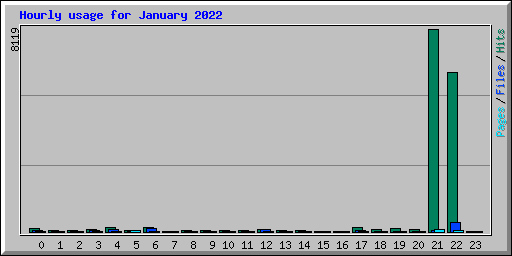 Hourly usage for January 2022
8119
Pages/Files/Hits
0 1 2 3 4 5 6 7 8 9 10 11 12 13 14 15 16 17 18 19 20 21 22 23